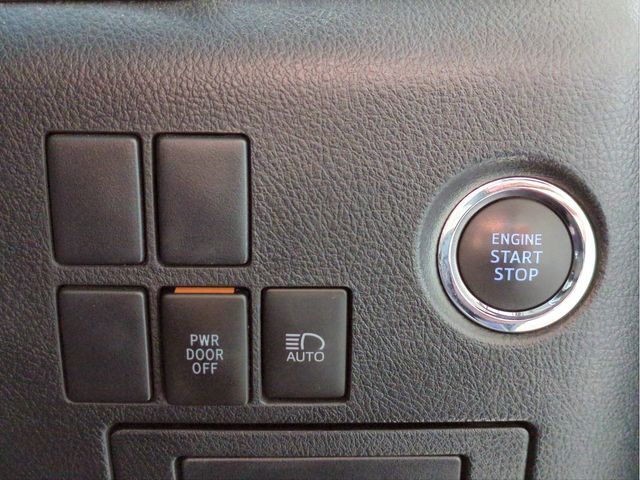 ENGINE
START
STOP
PWR
DOOR
OFF
AUTO